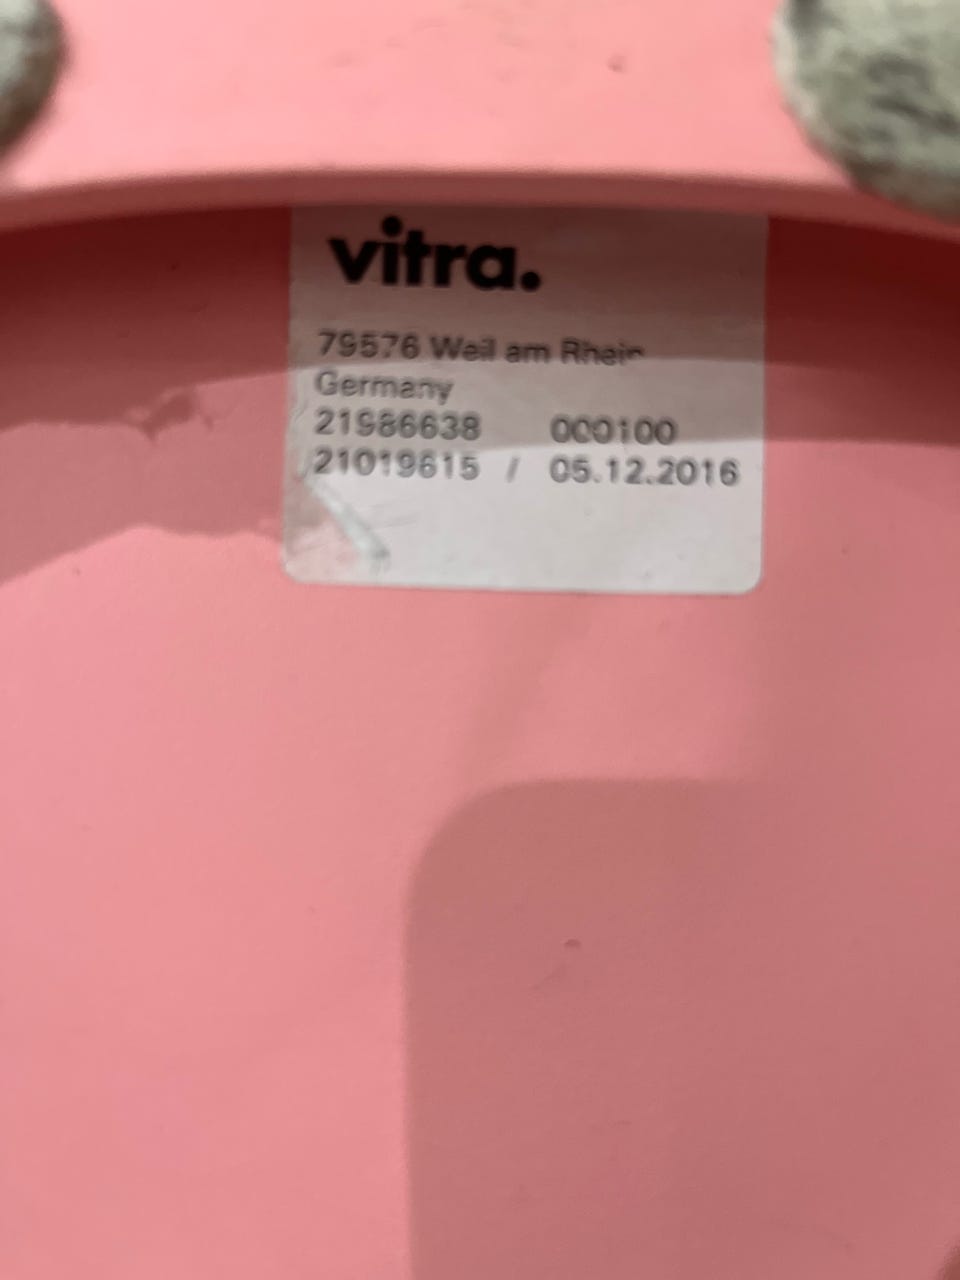 vitra.
79576 Weil am Rhein
Germany
21986638 000100
21019615 / 05.12.2016